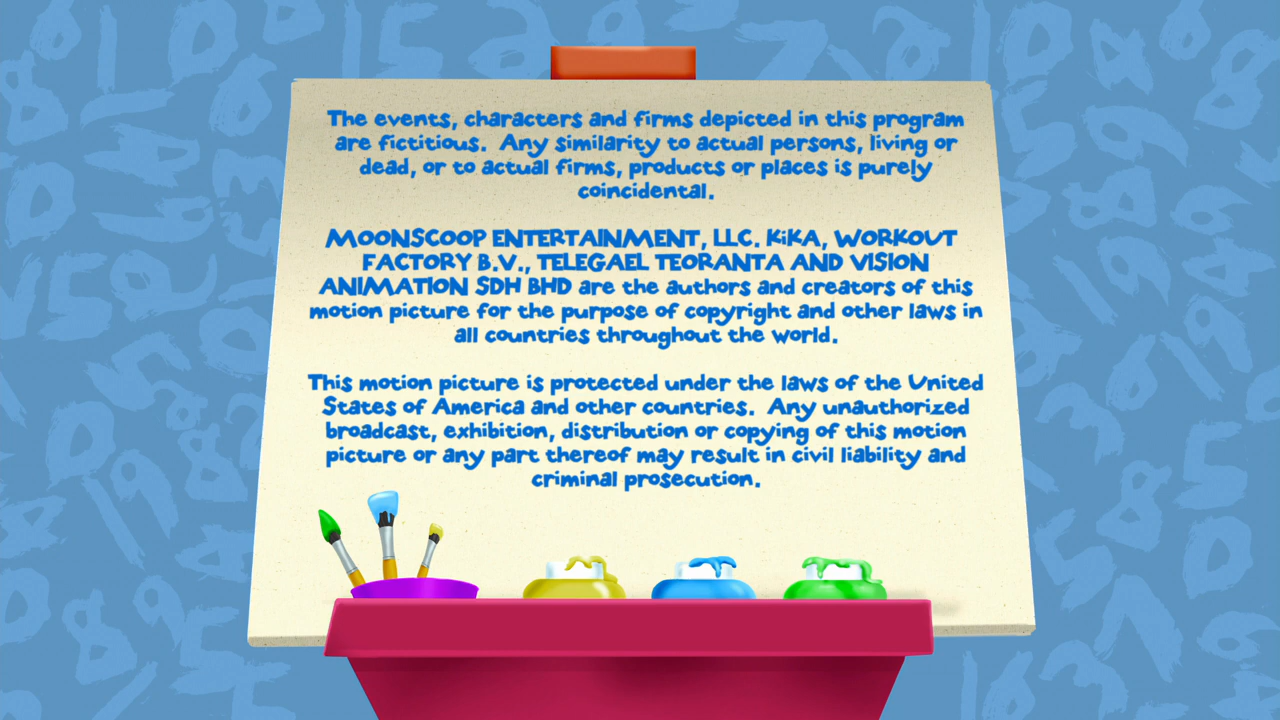 The events, characters and firms depicted in this program
are fictitious. Any similarity to actual persons, living or
dead, or to actual firms, products or places is purely
coincidental.
MOONSCOOP ENTERTAINMENT, LLC. KiKA, WORKOUT
FACTORY B.V., TELEGAEL TEORANTA AND VISION
ANIMATION SDH BHD are the authors and creators of this
motion picture for the purpose of copyright and other laws in
all countries throughout the world.
This motion picture is protected under the laws of the United
States of America and other countries. Any unauthorized
broadcast, exhibition, distribution or copying of this motion
picture or any part thereof may result in civil liability and
criminal prosecution.